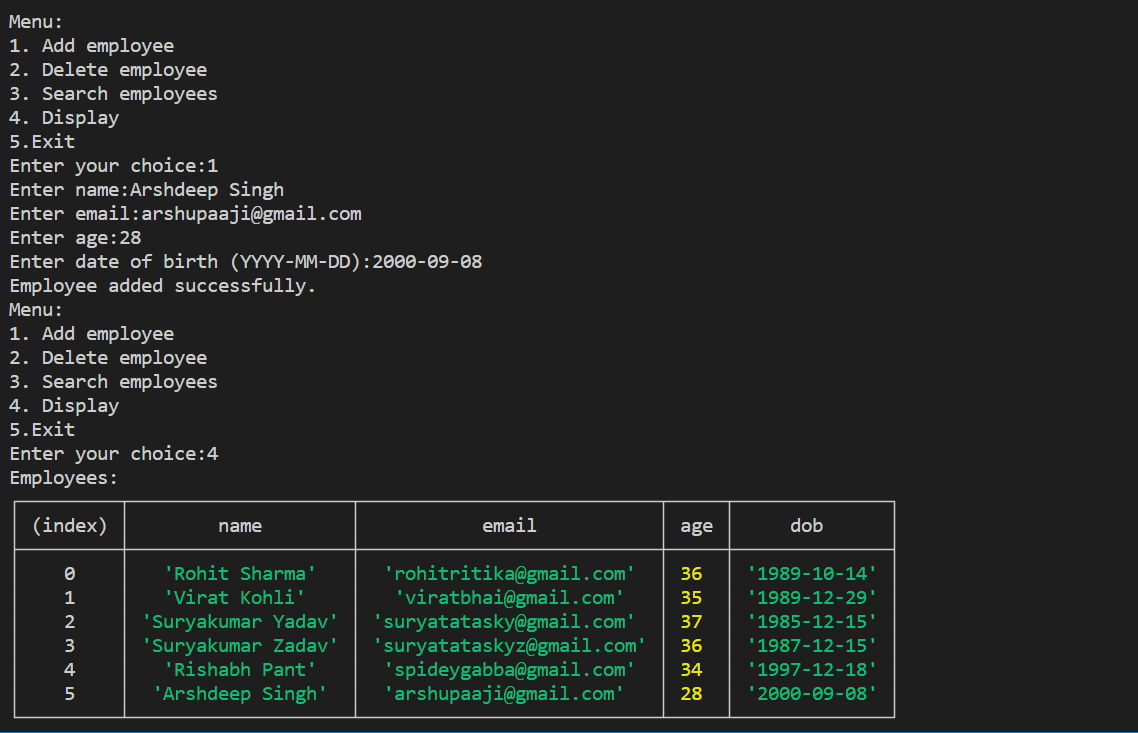 Menu:
1. Add employee
2. Delete employee
3. Search employees
4. Display
5.Exit
Enter your choice:1
Enter name:Arshdeep Singh
Enter email:arshupaaji@gmail.com
Enter age:28
Enter date of birth (YYYY-MM-DD):2000-09-08
Employee added successfully.
Menu:
1. Add employee
2. Delete employee
3. Search employees
4. Display
5.Exit
Enter your choice:4
Employees:
(index) name email age dob
0 'Rohit Sharma' 'rohitritika@gmail.com' 36 '1989-10-14'
1 'Virat Kohli' 'viratbhai@gmail.com' 35 '1989-12-29'
2 'Suryakumar Yadav' 'suryatatasky@gmail.com' 37 '1985-12-15'
3 'Suryakumar Zadav' 'suryatataskyz@gmail.com' 36 '1987-12-15'
4 'Rishabh Pant' 'spideygabba@gmail.com' 34 '1997-12-18'
5 'Arshdeep Singh' 'arshupaaji@gmail.com' 28 '2000-09-08'